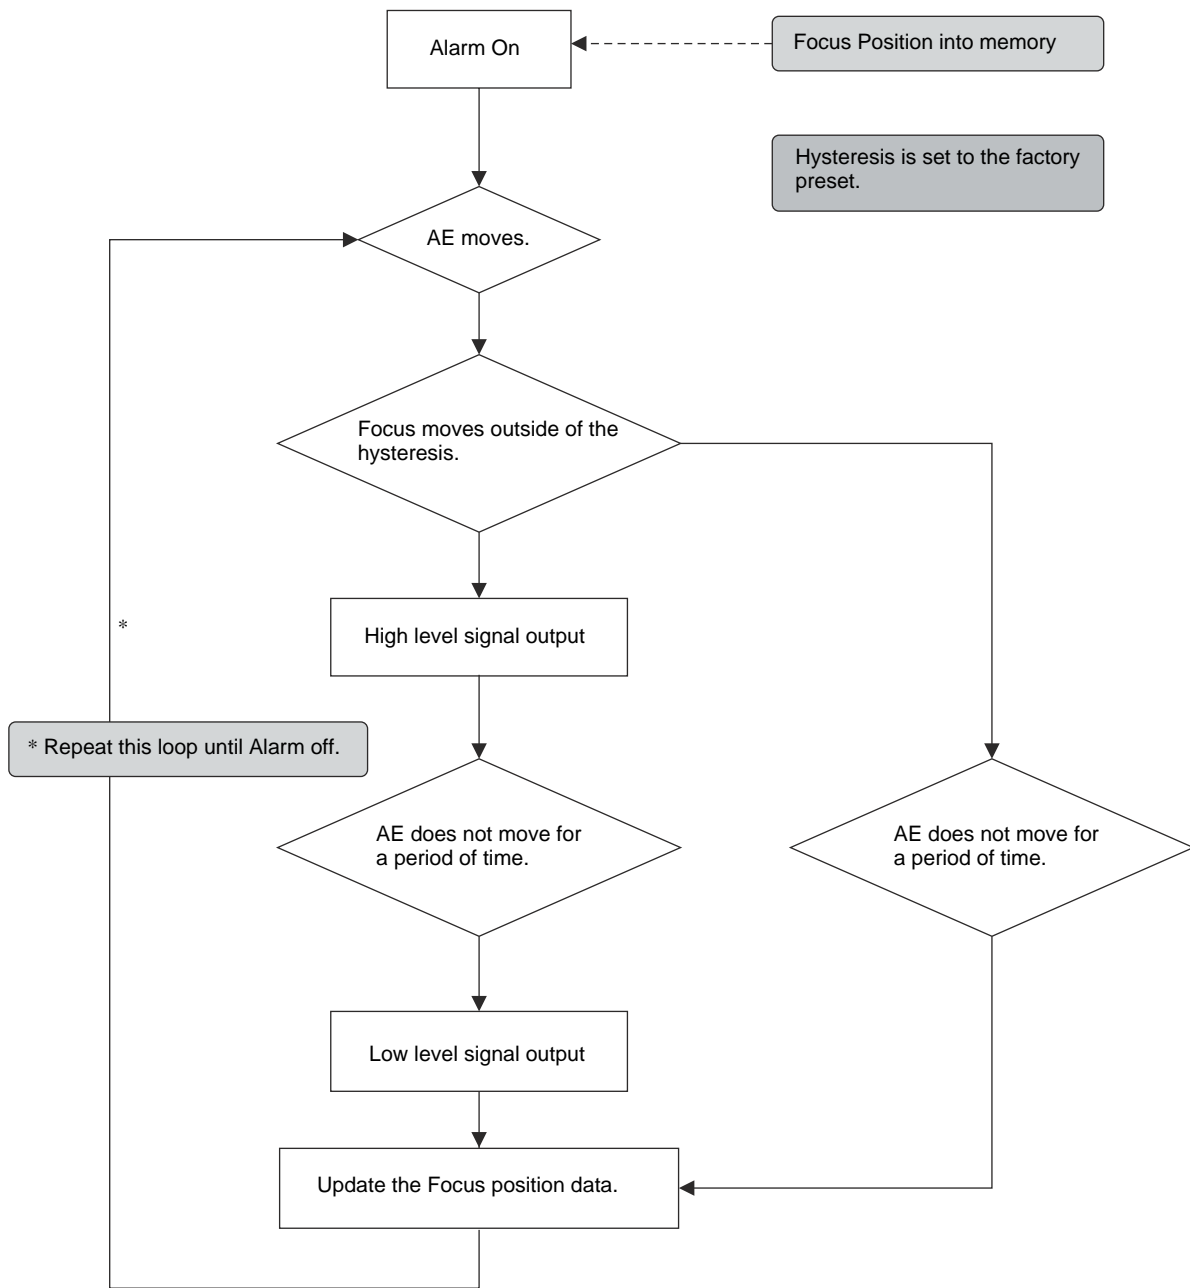 Alarm On
Focus Position into memory
Hysteresis is set to the factory
preset.
AE moves.
Focus moves outside of the
hysteresis.
*
High level signal output
* Repeat this loop until Alarm off.
AE does not move for
a period of time.
AE does not move for
a period of time.
Low level signal output
Update the Focus position data.